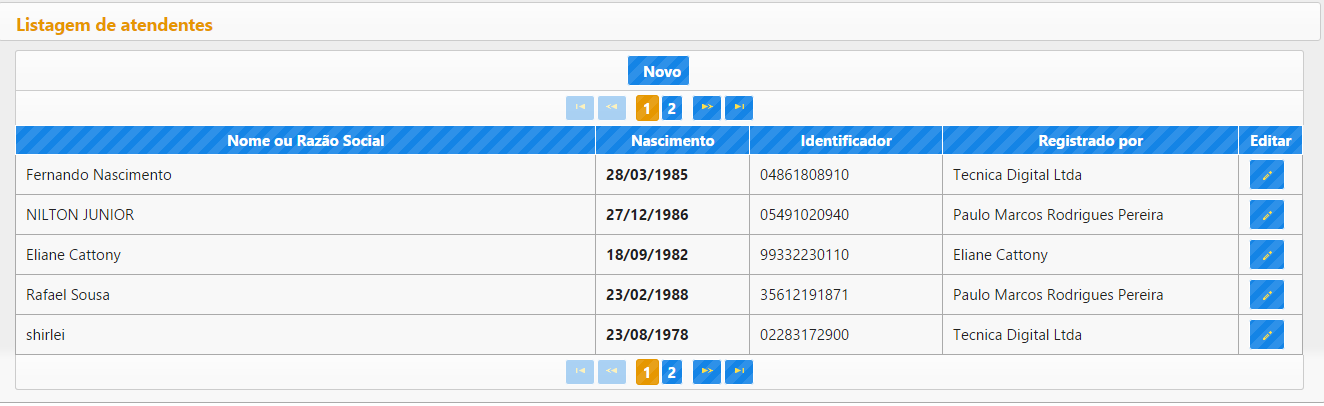 Listagem de atendentes
Novo
1 2
Nome ou Razão Social Nascimento Identificador Registrado por Editar
Fernando Nascimento 28/03/1985 04861808910 Tecnica Digital Ltda
NILTON JUNIOR 27/12/1986 05491020940 Paulo Marcos Rodrigues Pereira
Eliane Cattony 18/09/1982 99332230110 Eliane Cattony
Rafael Sousa 23/02/1988 35612191871 Paulo Marcos Rodrigues Pereira
shirlei 23/08/1978 02283172900 Tecnica Digital Ltda
1 2